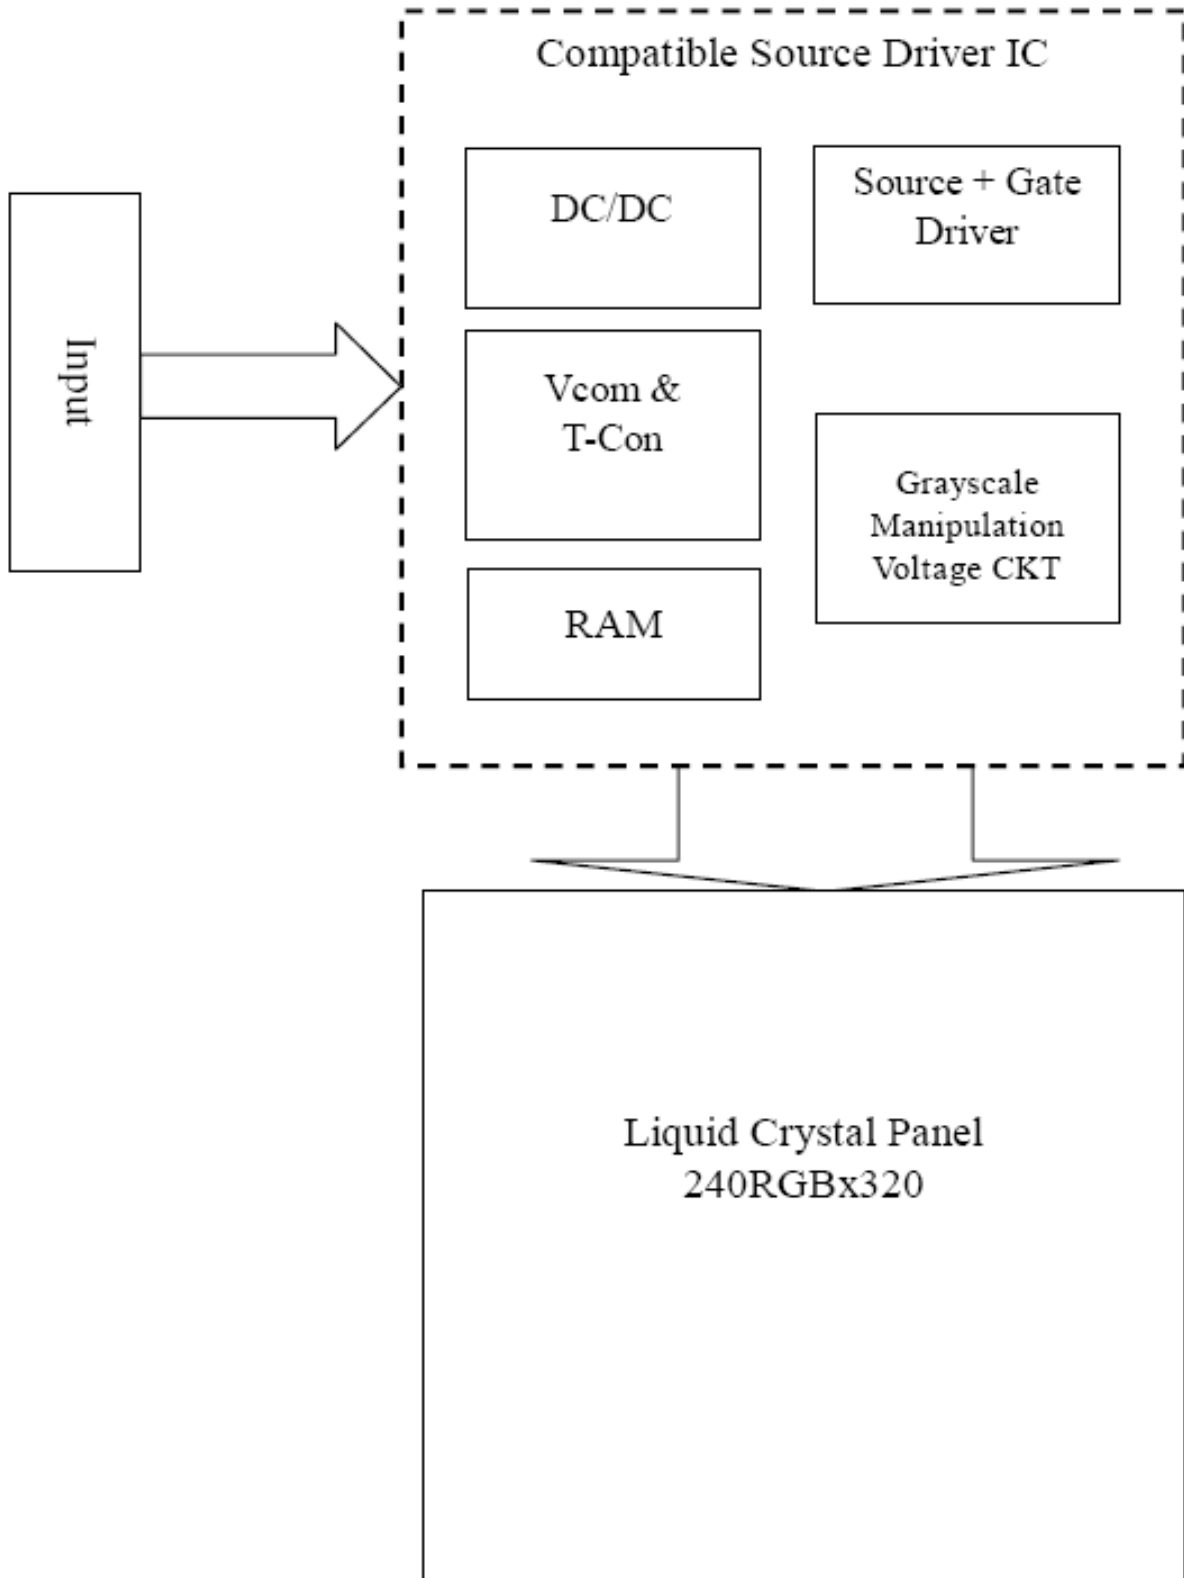 Compatible Source Driver IC
DC/DC
Source + Gate
Driver
Input
Vcom &
T-Con
Grayscale
Manipulation
Voltage CKT
RAM
Liquid Crystal Panel
240RGBx320